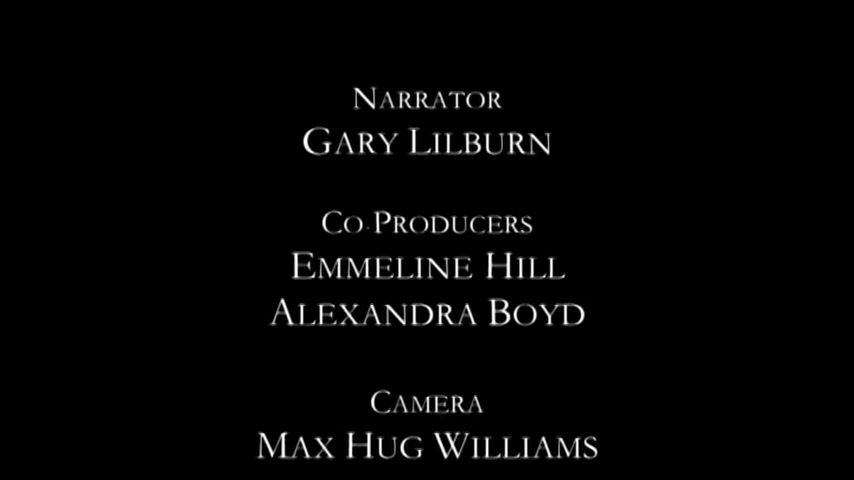 NARRATOR
GARY LILBURN
CO-PRODUCERS
EMMELINE HILL
ALEXANDRA BOYD
CAMERA
MAX HUG WILLIAMS